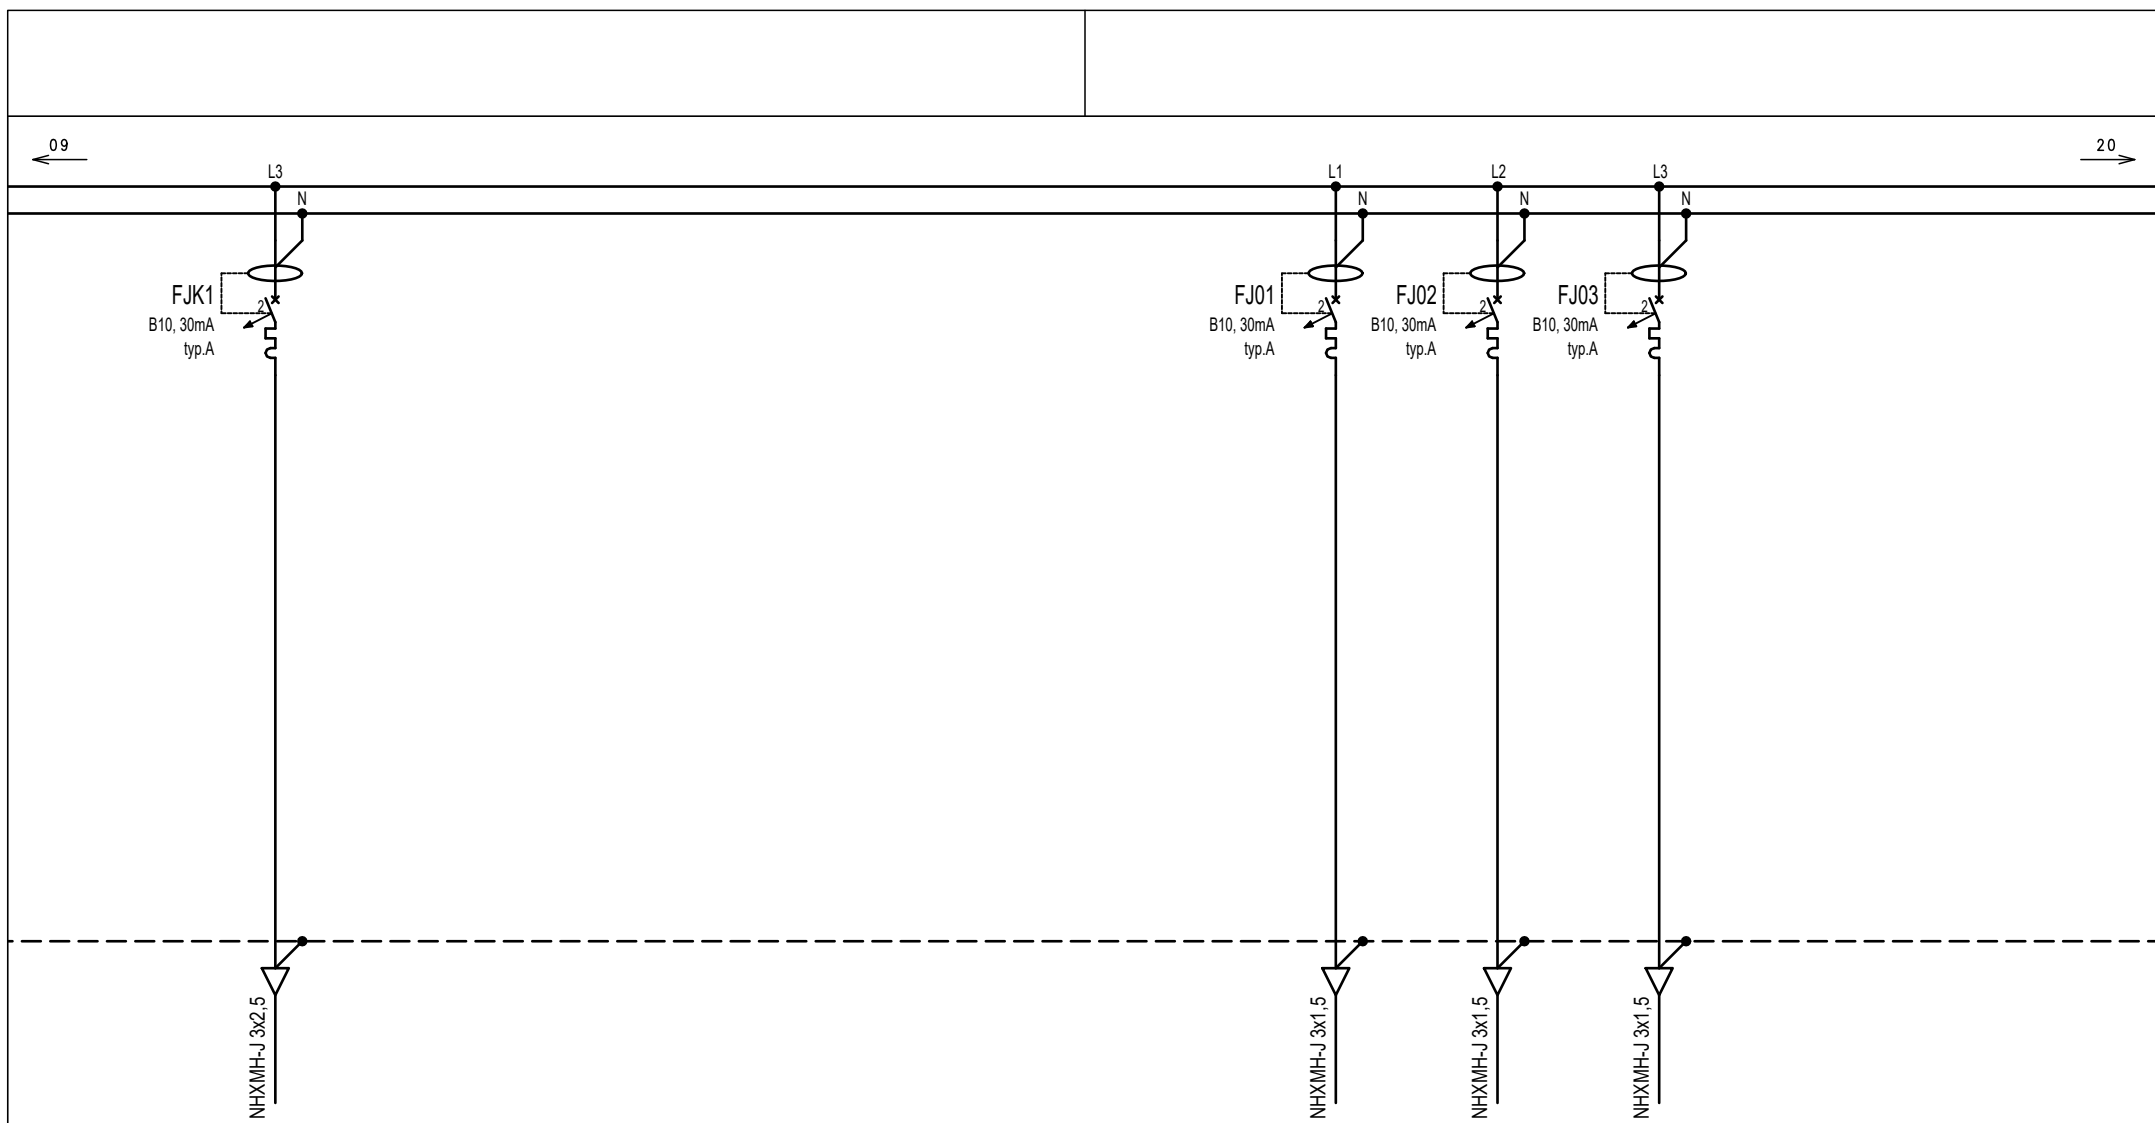 09
20
L3
L1
L2
L3
N
N
N
N
FJK1
2
B10, 30mA
typ.A
FJ01
2
B10, 30mA
typ.A
FJ02
2
B10, 30mA
typ.A
FJ03
2
B10, 30mA
typ.A
NHXMH-J 3x2,5
NHXMH-J 3x1,5
NHXMH-J 3x1,5
NHXMH-J 3x1,5